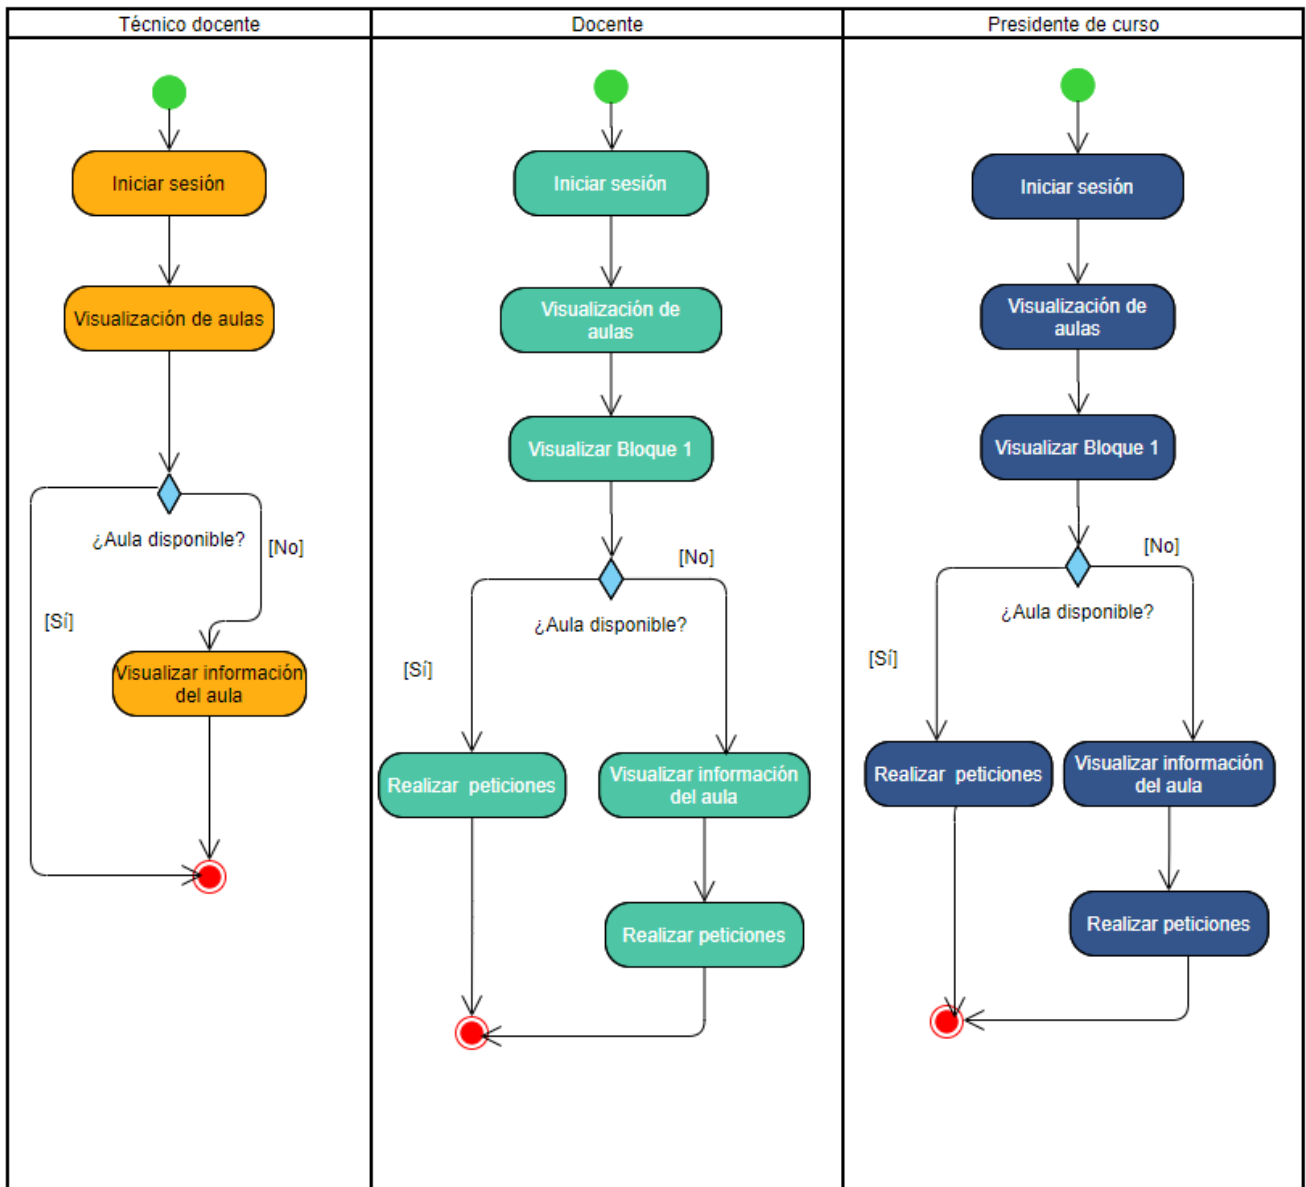 Técnico docente
Docente
Presidente de curso
Iniciar sesión
Visualización de aulas
¿Aula disponible?
[No]
[Sí]
Visualizar información
del aula
Iniciar sesión
Visualización de
aulas
Visualizar Bloque 1
[No]
¿Aula disponible?
[Sí]
Realizar peticiones
Visualizar información
del aula
Realizar peticiones
Iniciar sesión
Visualización de
aulas
Visualizar Bloque 1
[No]
¿Aula disponible?
[Sí]
Realizar peticiones
Visualizar información
del aula
Realizar peticiones